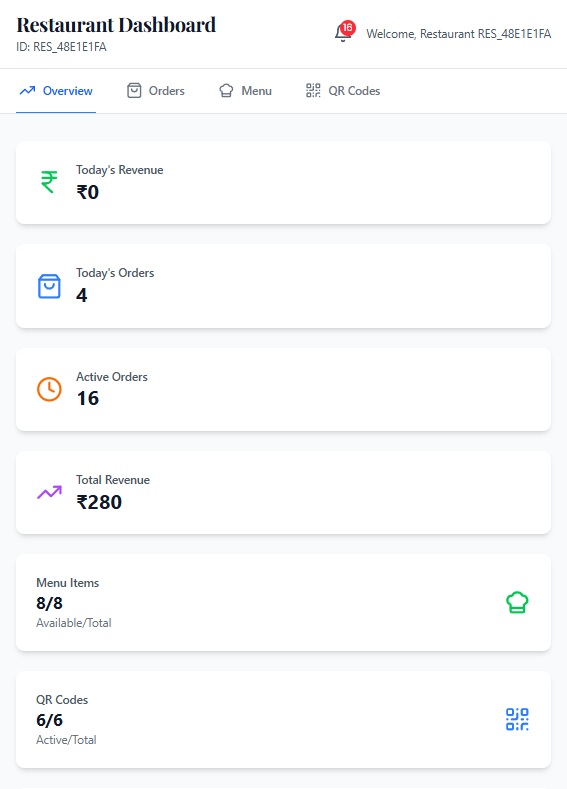 Restaurant Dashboard
ID: RES_48E1E1FA
16
Welcome, Restaurant RES_48E1E1FA
Overview
Orders
Menu
QR Codes
Today's Revenue
₹0
Today's Orders
4
Active Orders
16
Total Revenue
₹280
Menu Items
8/8
Available/Total
QR Codes
6/6
Active/Total